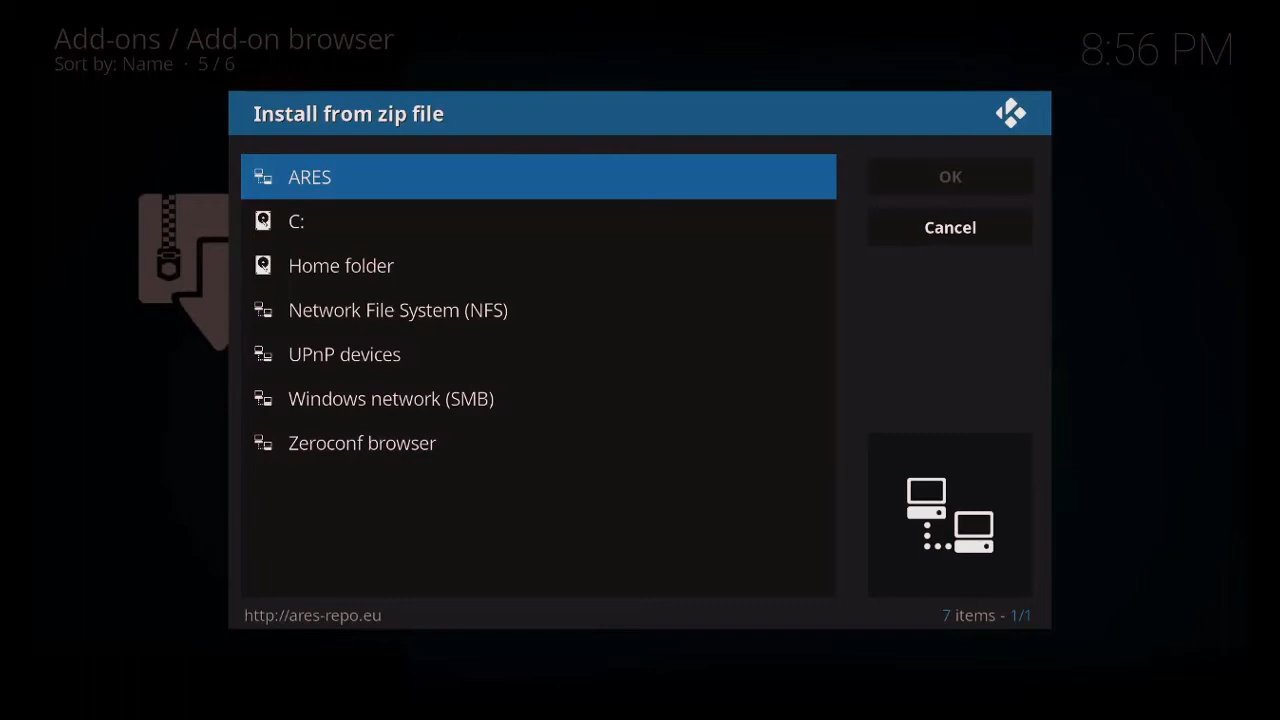 Add-ons / Add-on browser
Sort by: Name · 5 / 6
8:56 PM
Install from zip file
ARES
C:
Home folder
Network File System (NFS)
UPnP devices
Windows network (SMB)
Zeroconf browser
OK
Cancel
http://ares-repo.eu
7 items - 1/1